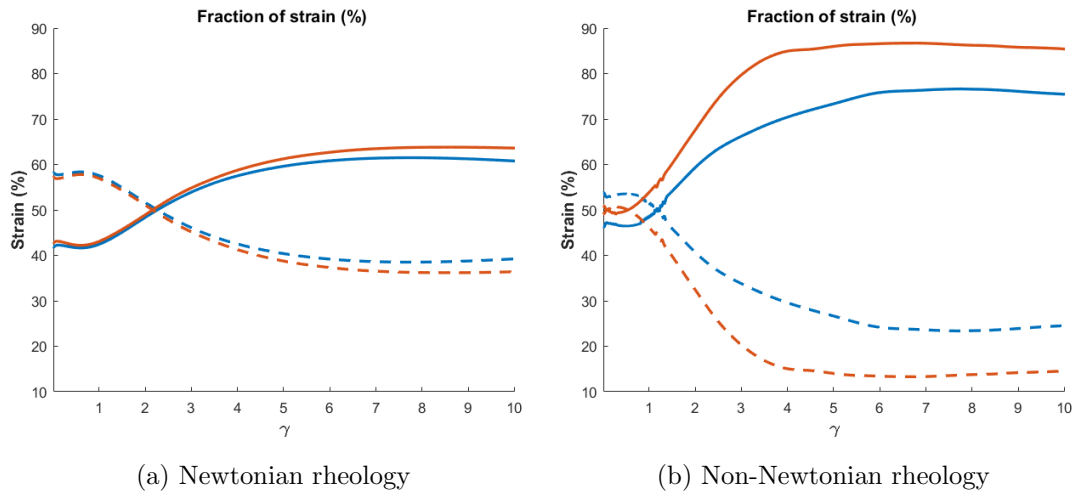 Fraction of strain (%)
90
80
70
60
50
40
30
20
10
Strain (%)
1 2 3 4 5 6 7 8 9 10
γ
(a) Newtonian rheology
Fraction of strain (%)
90
80
70
60
50
40
30
20
10
Strain (%)
1 2 3 4 5 6 7 8 9 10
γ
(b) Non-Newtonian rheology